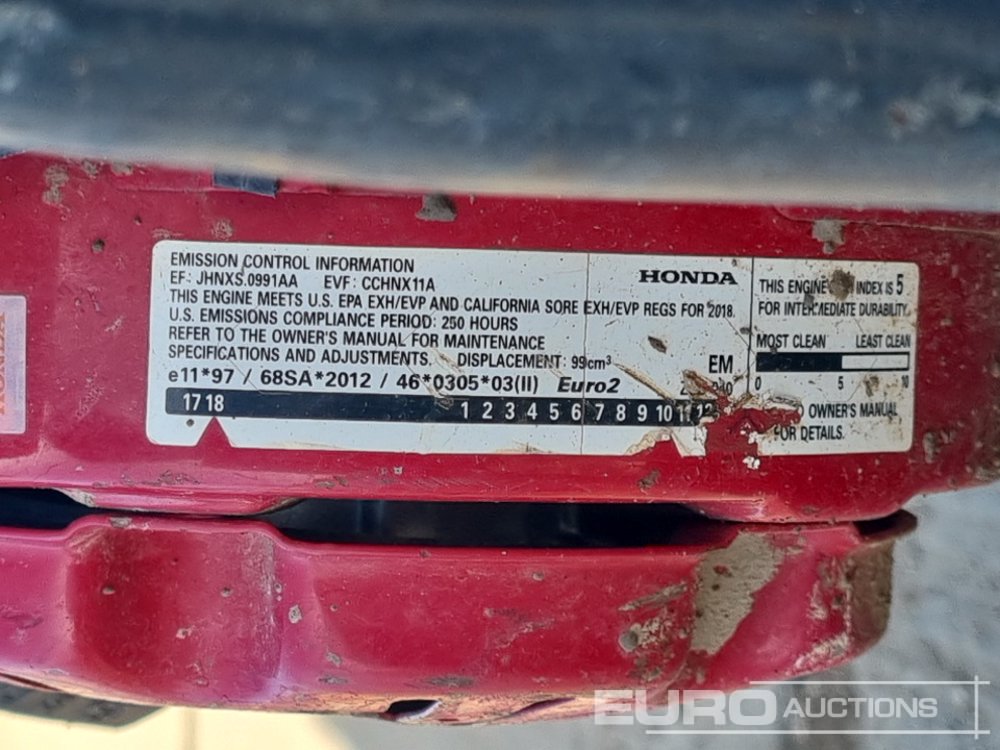 EMISSION CONTROL INFORMATION
EF: JHNXS.0991AA EVF: CCHNX11A
HONDA
THIS ENGINE MEETS U.S. EPA EXH/EVP AND CALIFORNIA SORE EXH/EVP REGS FOR 2018.
U.S. EMISSIONS COMPLIANCE PERIOD: 250 HOURS
REFER TO THE OWNER'S MANUAL FOR MAINTENANCE
SPECIFICATIONS AND ADJUSTMENTS. DISPLACEMENT: 99cm³
EM
e11*97 / 68SA*2012 / 46*0305*03(II) Euro2
17 18 1 2 3 4 5 6 7 8 9 10 11 12
THIS ENGINE INDEX IS 5
FOR INTERMEDIATE DURABILITY.
MOST CLEAN LEAST CLEAN
0 5 10
OWNER'S MANUAL
FOR DETAILS.
HONDA
EURO AUCTIONS